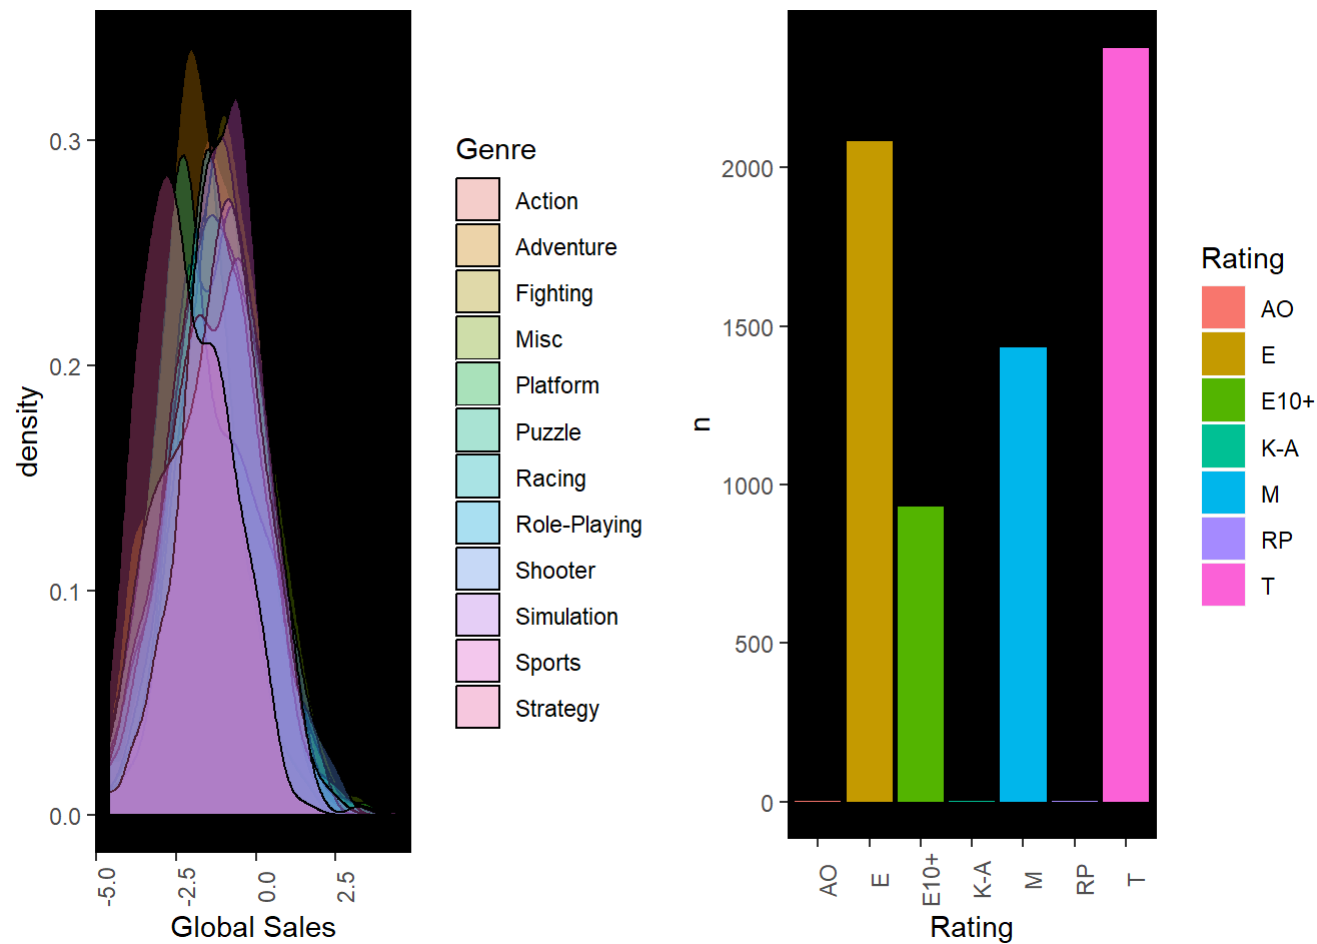 density
0.3
0.2
0.1
0.0
-5.0
-2.5
0.0
2.5
Global Sales
Genre
Action
Adventure
Fighting
Misc
Platform
Puzzle
Racing
Role-Playing
Shooter
Simulation
Sports
Strategy
n
2000
1500
1000
500
0
AO
E
E10+
K-A
M
RP
T
Rating
Rating
AO
E
E10+
K-A
M
RP
T